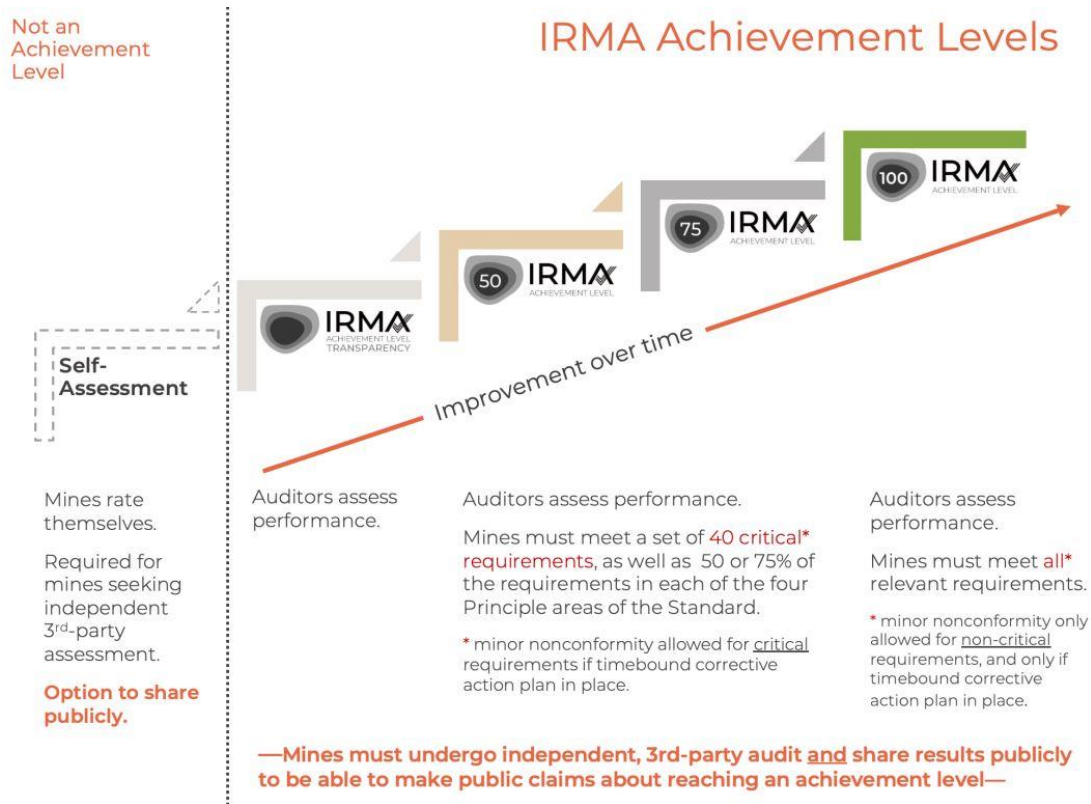 Not an
Achievement
Level
IRMA Achievement Levels
Self-
Assessment
IRMA
ACHIEVEMENT LEVEL
TRANSPARENCY
50
IRMA
ACHIEVEMENT LEVEL
75
IRMA
ACHIEVEMENT LEVEL
100
IRMA
ACHIEVEMENT LEVEL
Improvement over time
Mines rate
themselves.
Required for
mines seeking
independent
3rd-party
assessment.
Option to share
publicly.
Auditors assess
performance.
Auditors assess performance.
Mines must meet a set of 40 critical*
requirements, as well as 50 or 75% of
the requirements in each of the four
Principle areas of the Standard.
* minor nonconformity allowed for critical
requirements if timebound corrective
action plan in place.
Auditors assess
performance.
Mines must meet all*
relevant requirements.
* minor nonconformity only
allowed for non-critical
requirements, and only if
timebound corrective
action plan in place.
—Mines must undergo independent, 3rd-party audit and share results publicly
to be able to make public claims about reaching an achievement level—